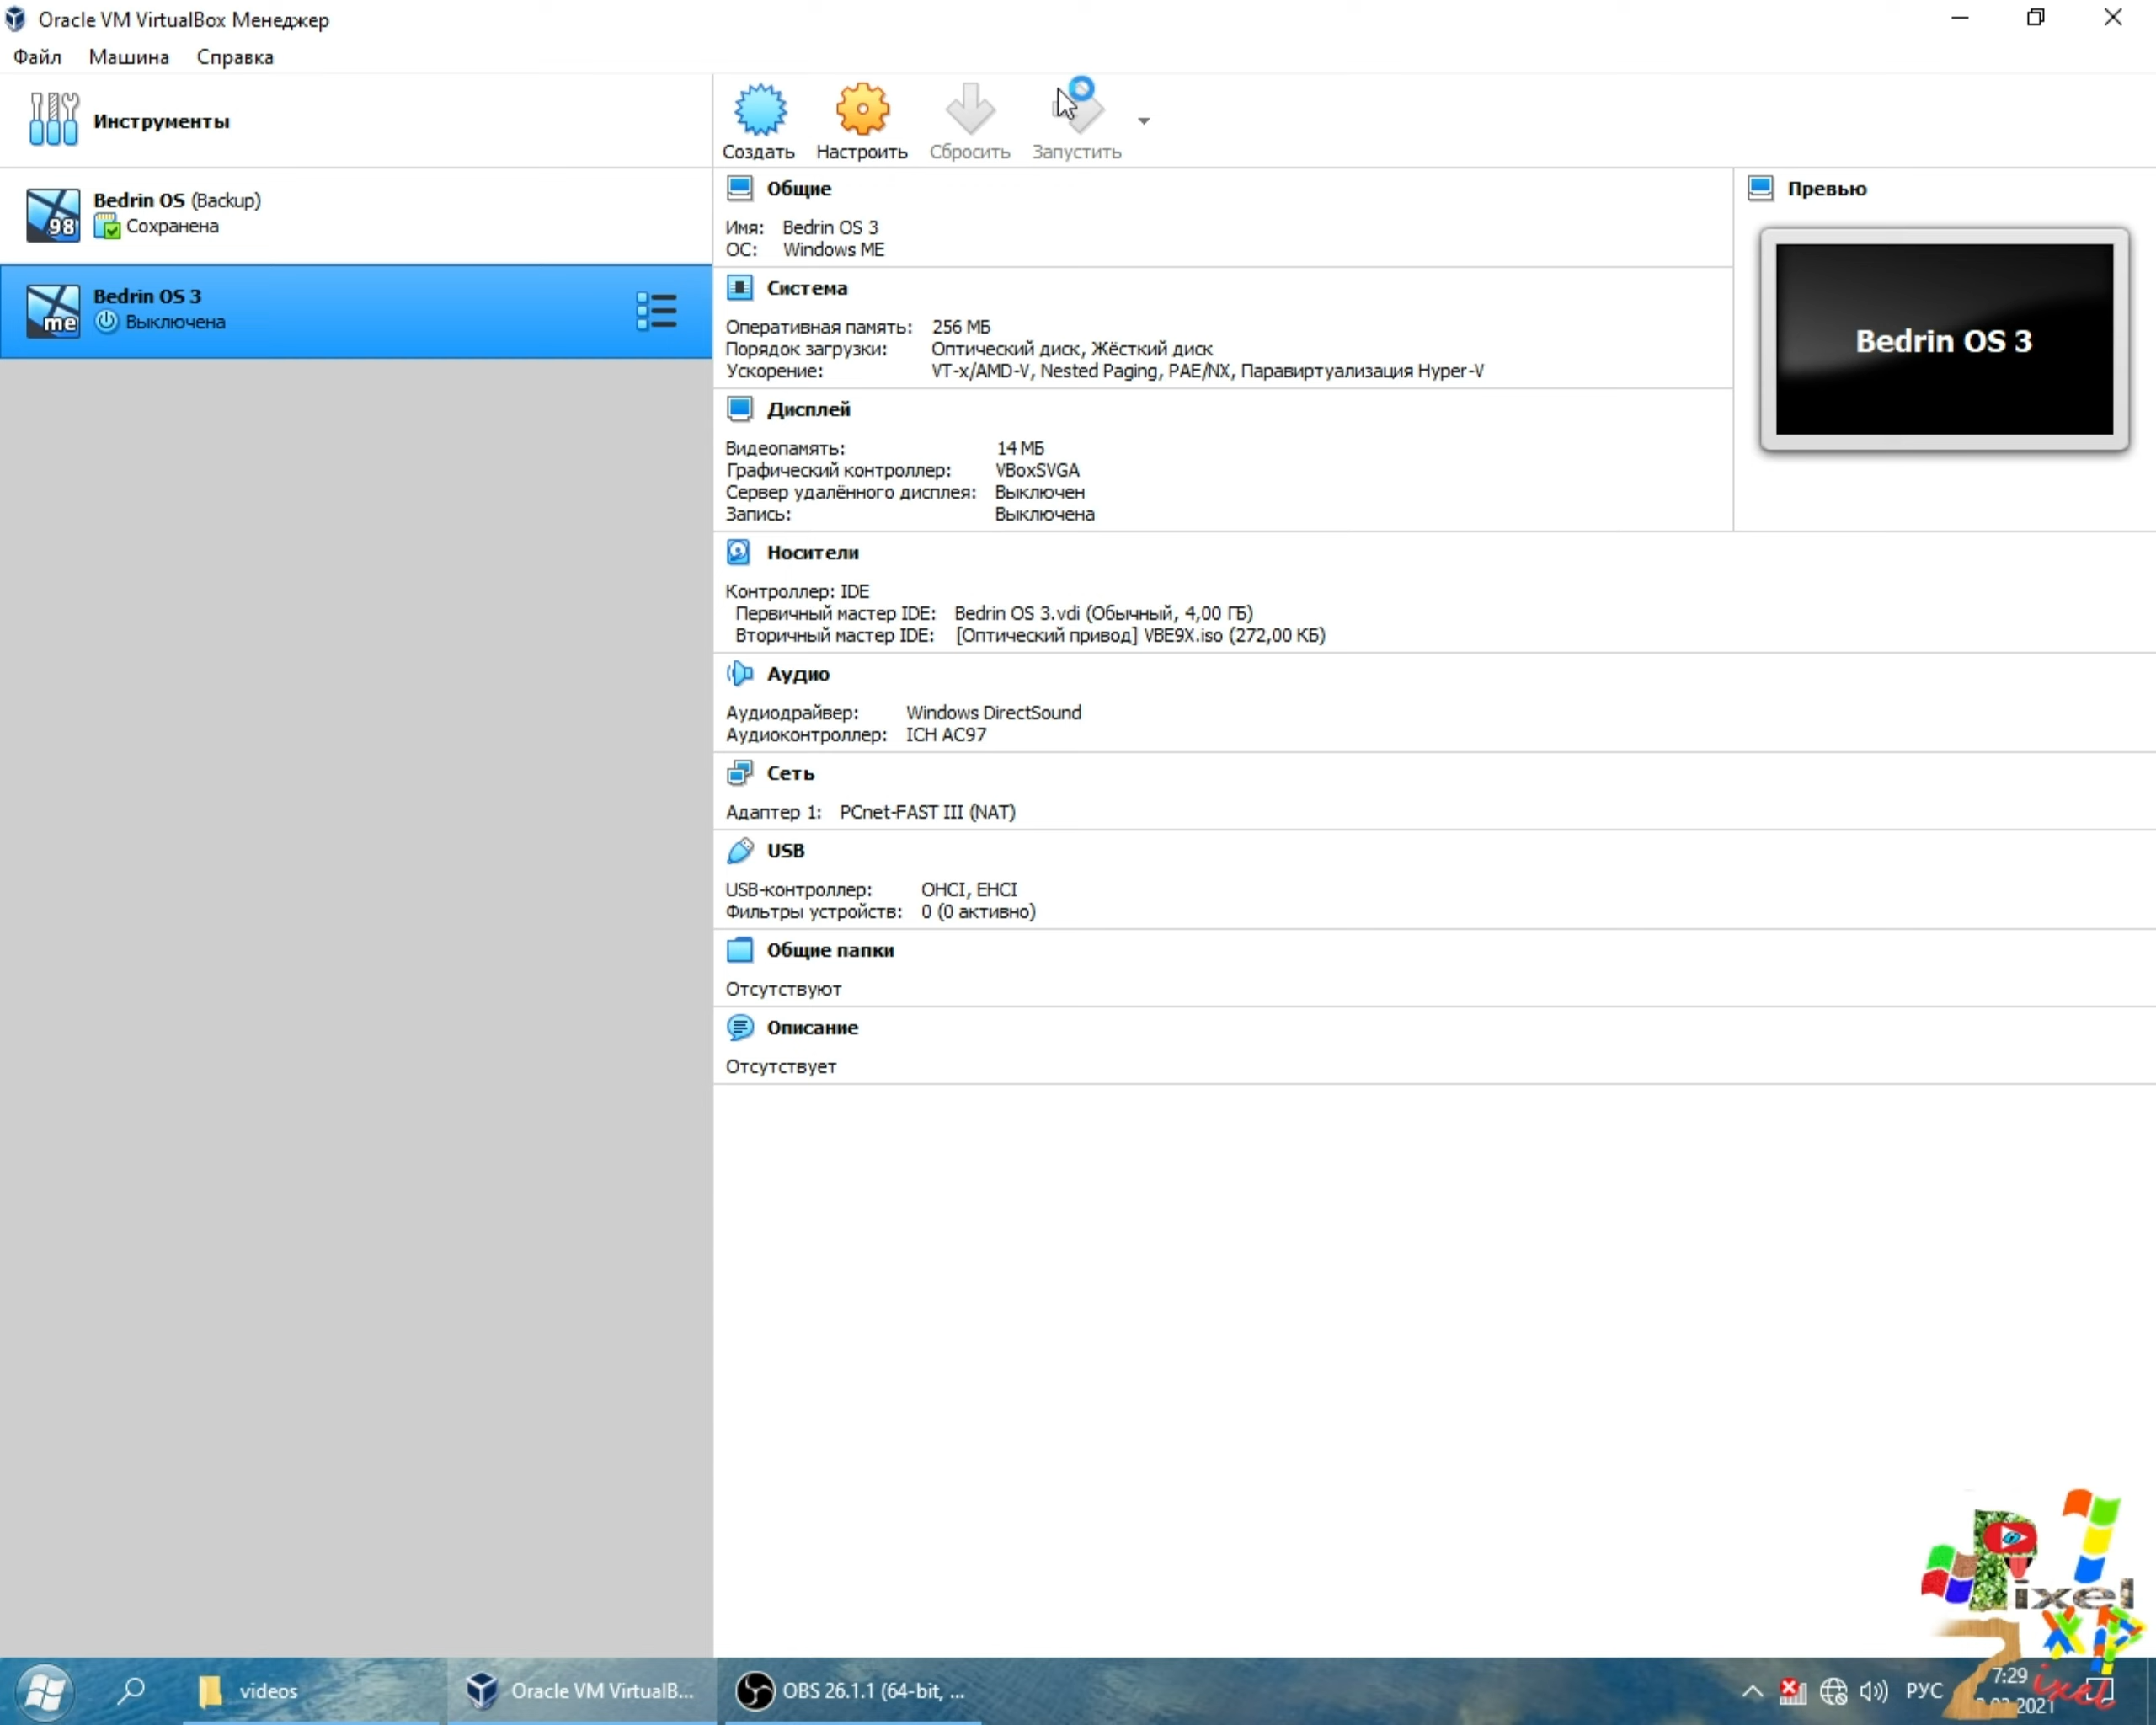 Oracle VM VirtualBox Менеджер
Файл Машина Справка
Инструменты
Создать Настроить Сбросить Запустить
Bedrin OS (Backup)
Сохранена
98
Bedrin OS 3
Выключена
me
Общие
Имя: Bedrin OS 3
ОС: Windows ME
Система
Оперативная память: 256 МБ
Порядок загрузки: Оптический диск, Жёсткий диск
Ускорение: VT-x/AMD-V, Nested Paging, PAE/NX, Паравиртуализация Hyper-V
Дисплей
Видеопамять: 14 МБ
Графический контроллер: VBoxSVGA
Сервер удалённого дисплея: Выключен
Запись: Выключена
Превью
Bedrin OS 3
Носители
Контроллер: IDE
Первичный мастер IDE: Bedrin OS 3.vdi (Обычный, 4,00 ГБ)
Вторичный мастер IDE: [Оптический привод] VBE9X.iso (272,00 КБ)
Аудио
Аудиодрайвер: Windows DirectSound
Аудиоконтроллер: ICH AC97
Сеть
Адаптер 1: PCnet-FAST III (NAT)
USB
USB-контроллер: OHCI, EHCI
Фильтры устройств: 0 (0 активно)
Общие папки
Отсутствуют
Описание
Отсутствует
ixel
XP
2ixel
videos
Oracle VM VirtualB...
OBS 26.1.1 (64-bit, ...
РУС
7:29
2021